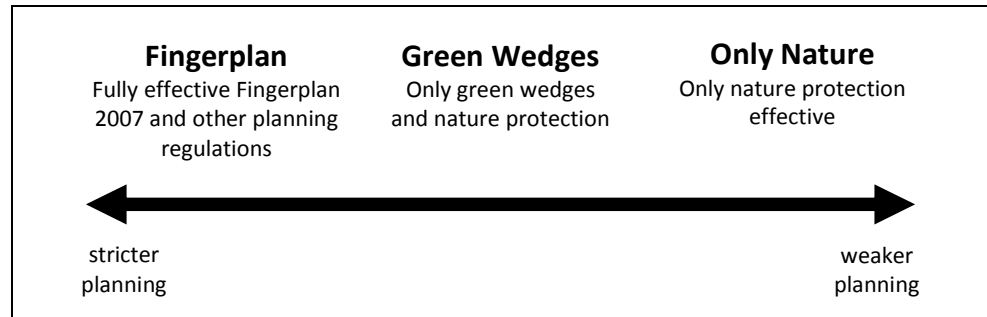 Fingerplan
Fully effective Fingerplan
2007 and other planning
regulations
Green Wedges
Only green wedges
and nature protection
Only Nature
Only nature protection
effective
stricter
planning
weaker
planning